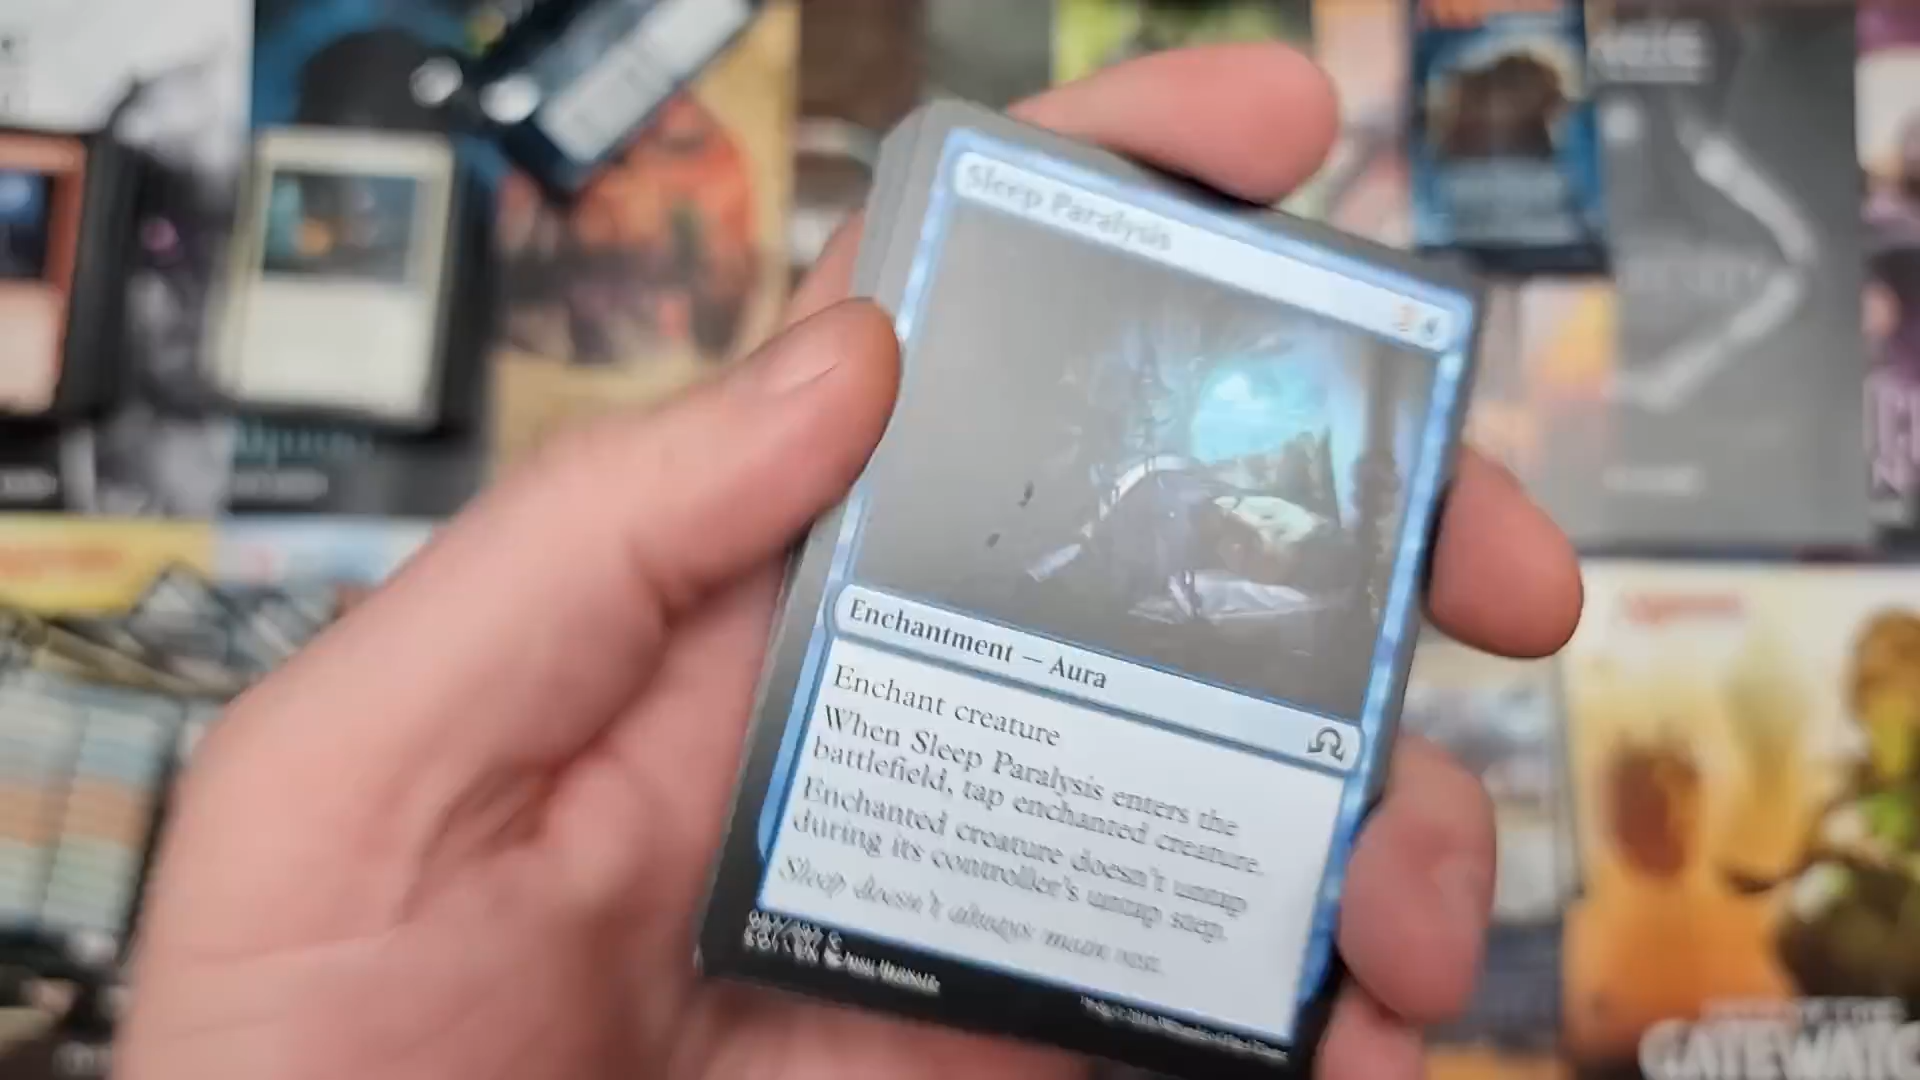 Sleep Paralysis
Enchantment — Aura
Enchant creature
When Sleep Paralysis enters the
battlefield, tap enchanted creature.
Enchanted creature doesn't untap
during its controller's untap step.
Sleep doesn't always mean rest.
GATEWATC